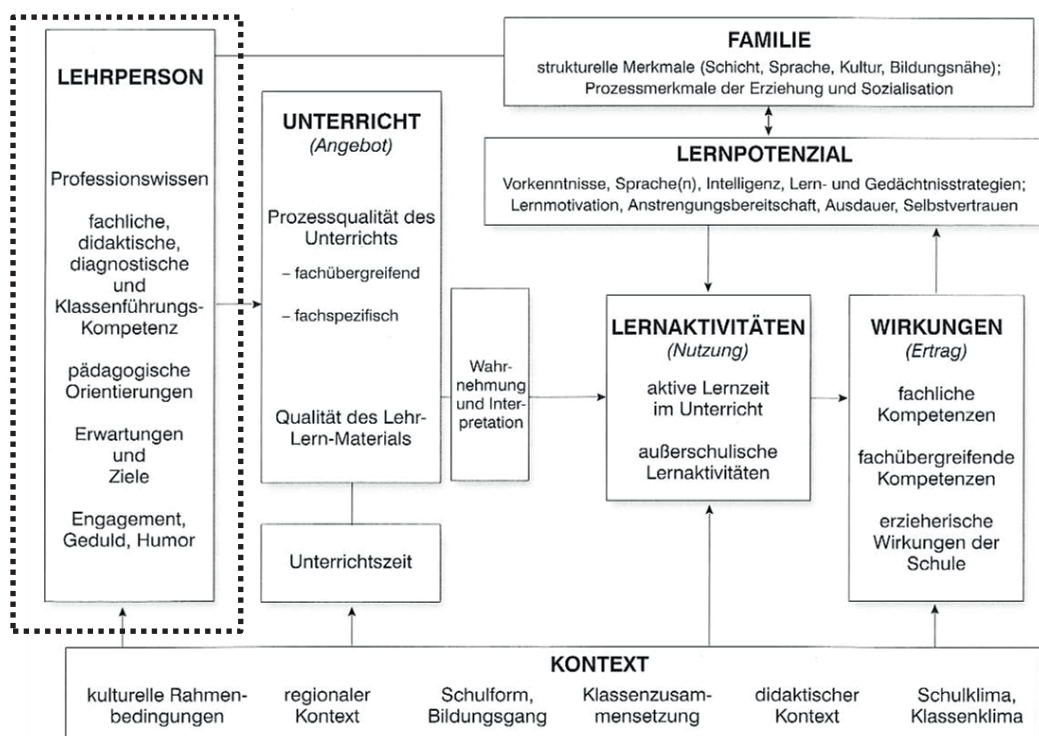 LEHRPERSON
Professionswissen
fachliche,
didaktische,
diagnostische
und
Klassenführungs-
Kompetenz
pädagogische
Orientierungen
Erwartungen
und
Ziele
Engagement,
Geduld, Humor
UNTERRICHT
(Angebot)
Prozessqualität des
Unterrichts
– fachübergreifend
– fachspezifisch
Qualität des Lehr-
Lern-Materials
Unterrichtszeit
Wahr-
nehmung
und Inter-
pretation
FAMILIE
strukturelle Merkmale (Schicht, Sprache, Kultur, Bildungsnähe);
Prozessmerkmale der Erziehung und Sozialisation
LERNPOTENZIAL
Vorkenntnisse, Sprache(n), Intelligenz, Lern- und Gedächtnisstrategien;
Lernmotivation, Anstrengungsbereitschaft, Ausdauer, Selbstvertrauen
LERNAKTIVITÄTEN
(Nutzung)
aktive Lernzeit
im Unterricht
außerschulische
Lernaktivitäten
WIRKUNGEN
(Ertrag)
fachliche
Kompetenzen
fachübergreifende
Kompetenzen
erzieherische
Wirkungen der
Schule
KONTEXT
kulturelle Rahmen-
bedingungen
regionaler
Kontext
Schulform,
Bildungsgang
Klassenzusam-
mensetzung
didaktischer
Kontext
Schulklima,
Klassenklima